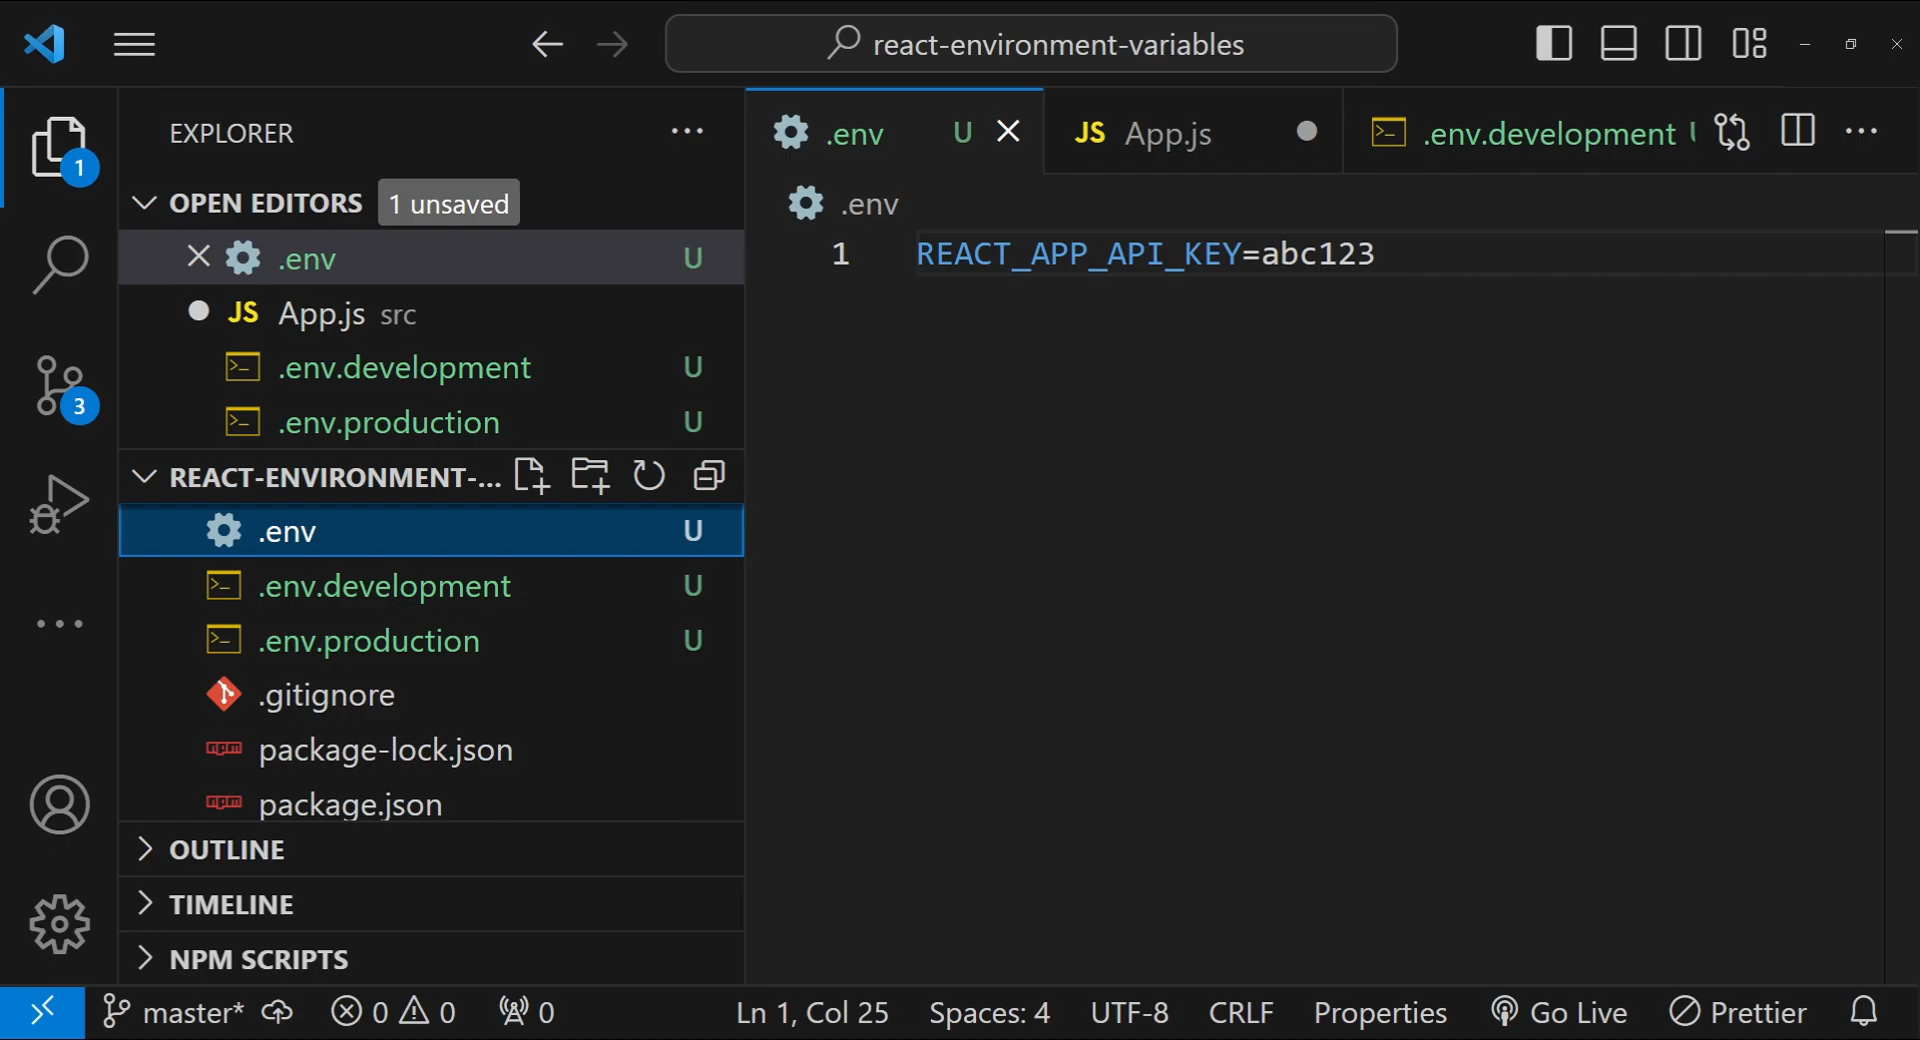 react-environment-variables
EXPLORER
OPEN EDITORS 1 unsaved
.env U
App.js src
.env.development U
.env.production U
REACT-ENVIRONMENT-...
.env U
.env.development U
.env.production U
.gitignore
package-lock.json
package.json
OUTLINE
TIMELINE
NPM SCRIPTS
1
3
.env U
JS App.js
.env.development
.env
1 REACT_APP_API_KEY=abc123
master* 0 0 0 Ln 1, Col 25 Spaces: 4 UTF-8 CRLF Properties Go Live Prettier